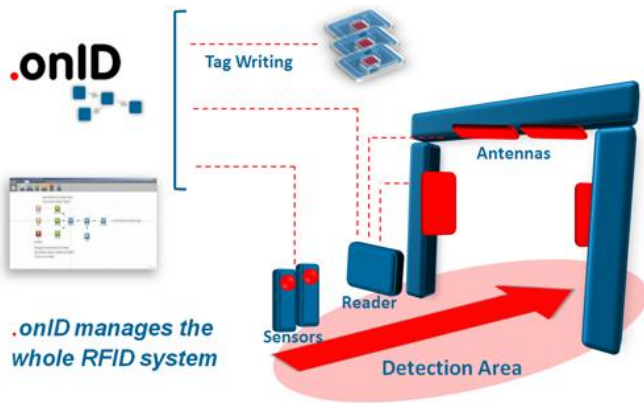 .onID
Tag Writing
Antennas
Reader
Sensors
Detection Area
.onID manages the
whole RFID system